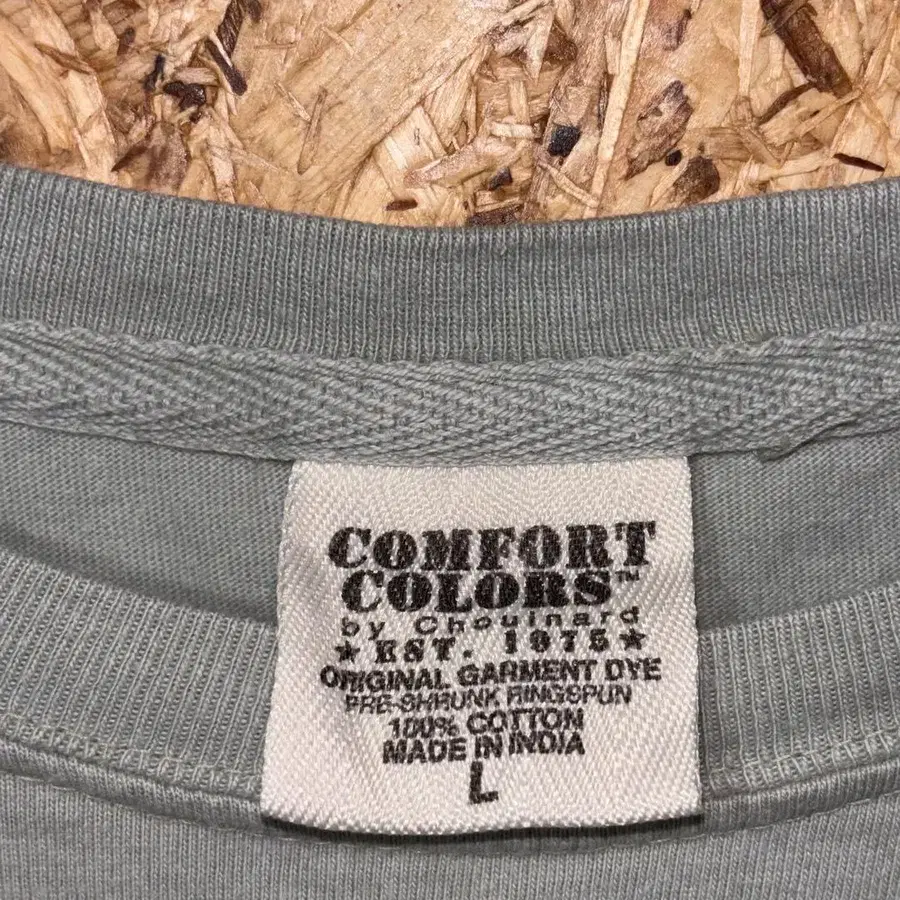 COMFORT
COLORS™
by Chouinard
★ EST. 1975 ★
ORIGINAL GARMENT DYE
PRE-SHRUNK RINGSPUN
100% COTTON
MADE IN INDIA
L